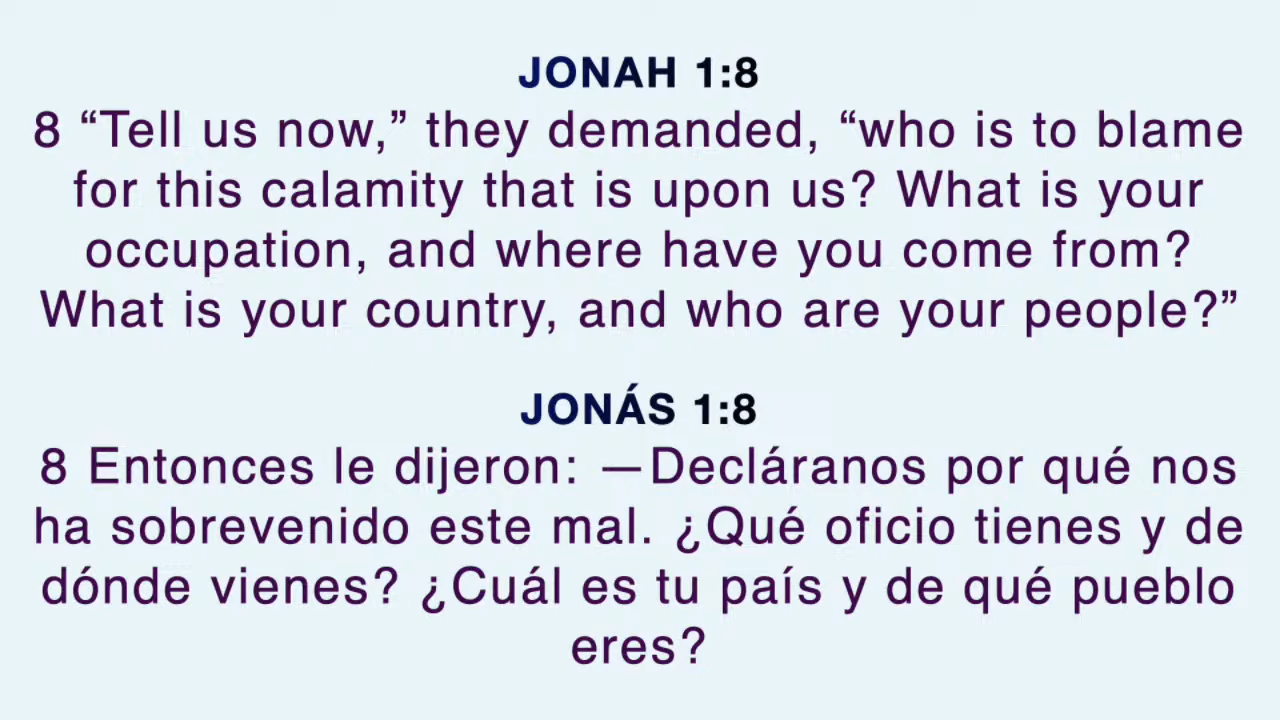 JONAH 1:8
8 “Tell us now,” they demanded, “who is to blame
for this calamity that is upon us? What is your
occupation, and where have you come from?
What is your country, and who are your people?”
JONÁS 1:8
8 Entonces le dijeron: —Decláranos por qué nos
ha sobrevenido este mal. ¿Qué oficio tienes y de
dónde vienes? ¿Cuál es tu país y de qué pueblo
eres?